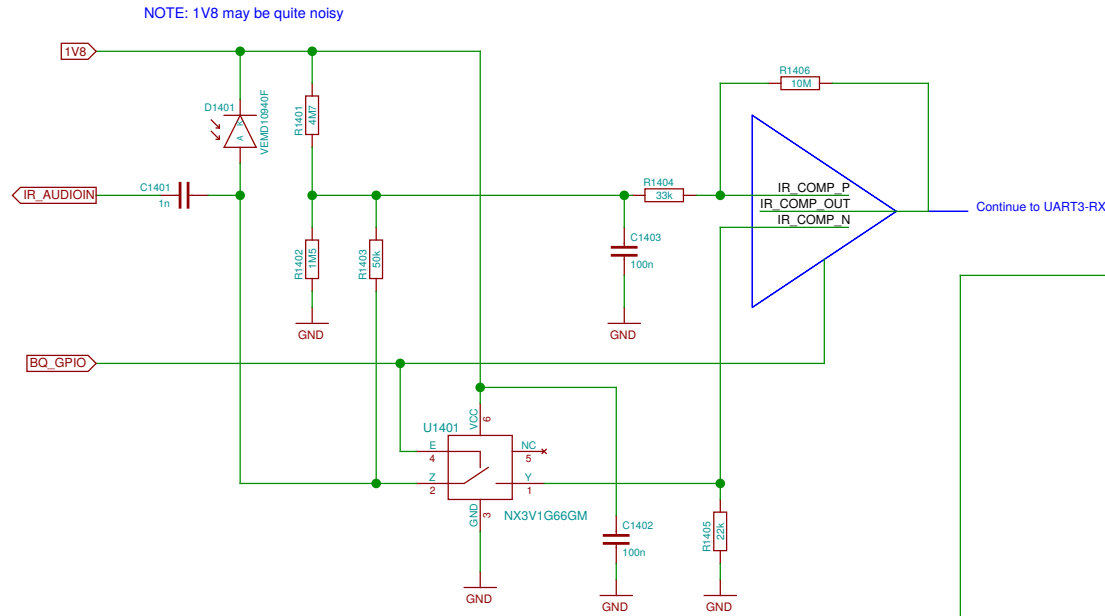 NOTE: 1V8 may be quite noisy
1V8
R1406
10M
D1401
K
A
VEMD10940F
R1401
4M7
IR_AUDIOIN
C1401
1n
R1404
33k
IR_COMP_P
IR_COMP_OUT
IR_COMP_N
Continue to UART3-RX
R1402
1M5
R1403
50k
C1403
100n
GND
GND
BQ_GPIO
U1401
VCC
6
E
4
NC
5
Z
2
Y
1
GND
3
NX3V1G66GM
C1402
100n
R1405
22k
GND
GND
GND